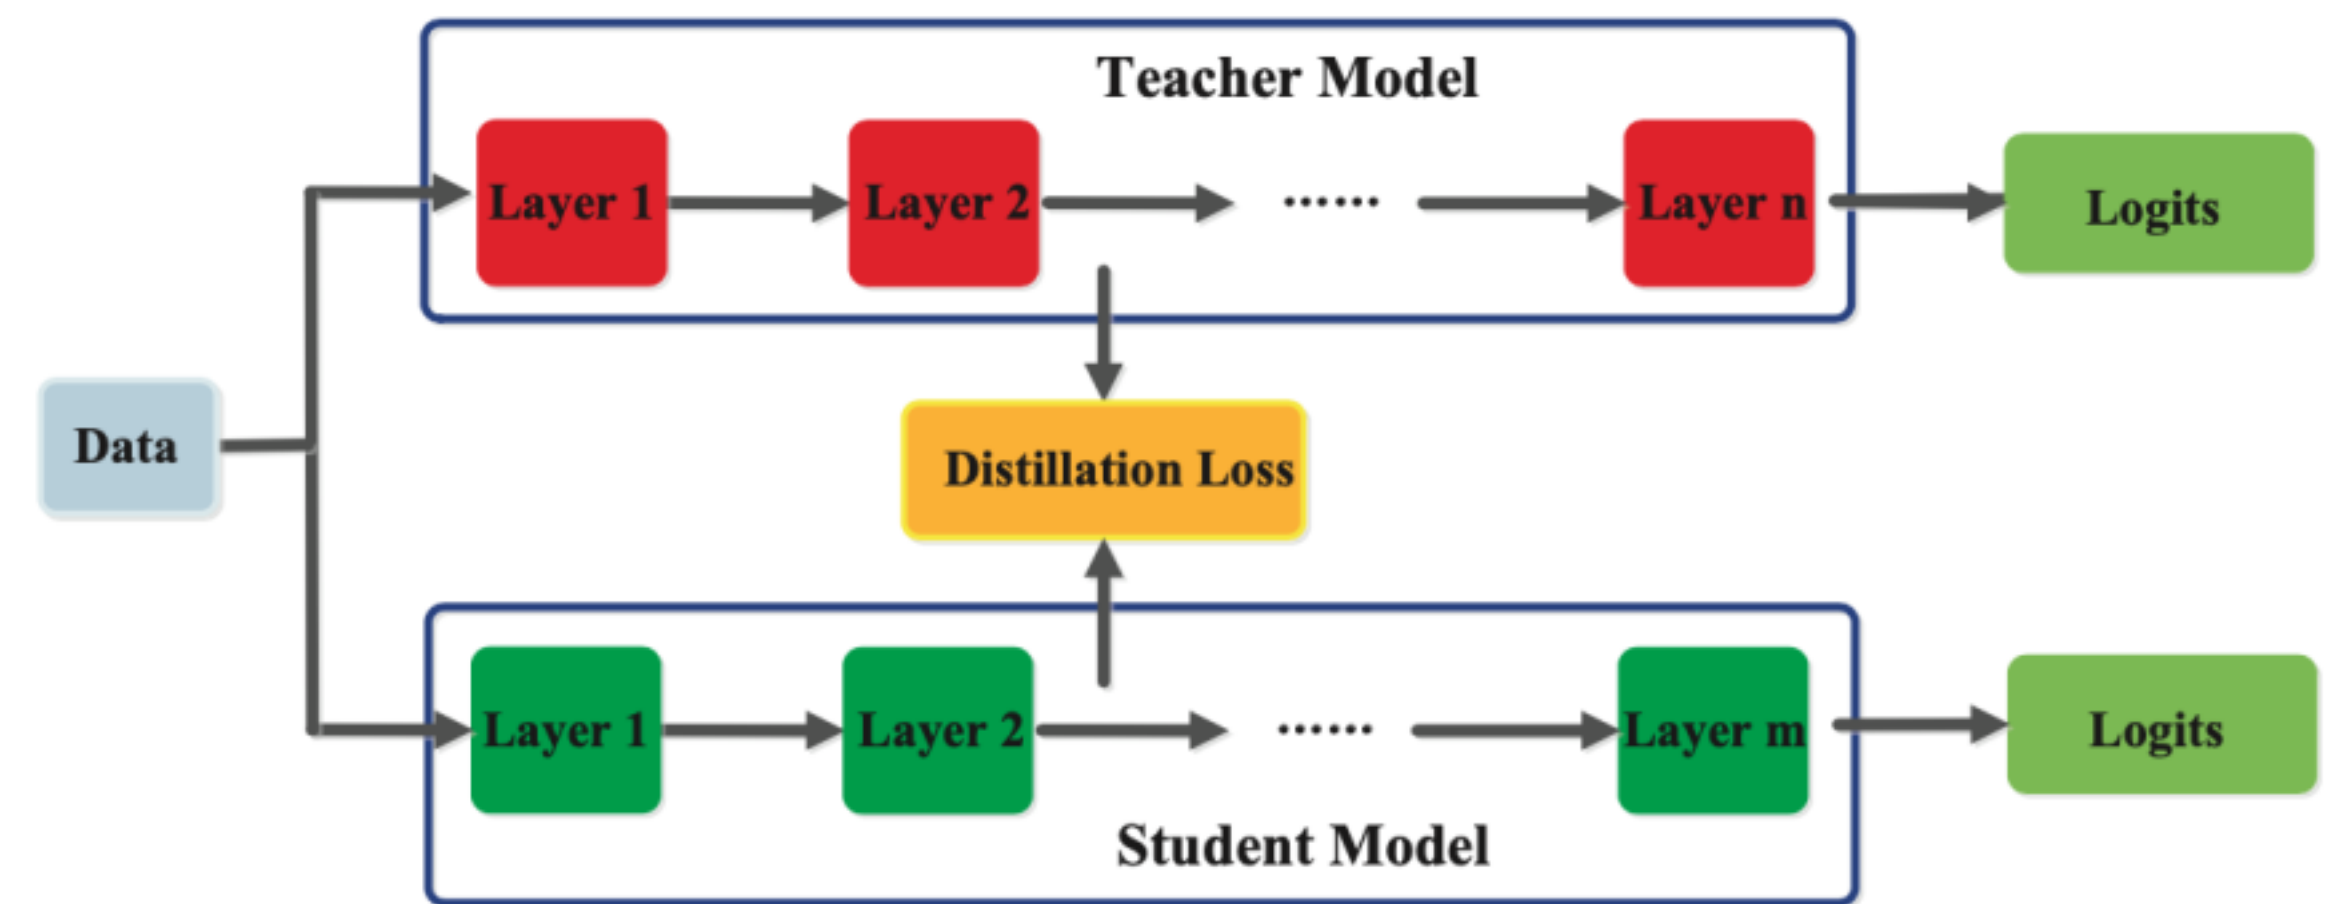 Teacher Model
Layer 1
Layer 2
......
Layer n
Logits
Data
Distillation Loss
Layer 1
Layer 2
......
Layer m
Logits
Student Model